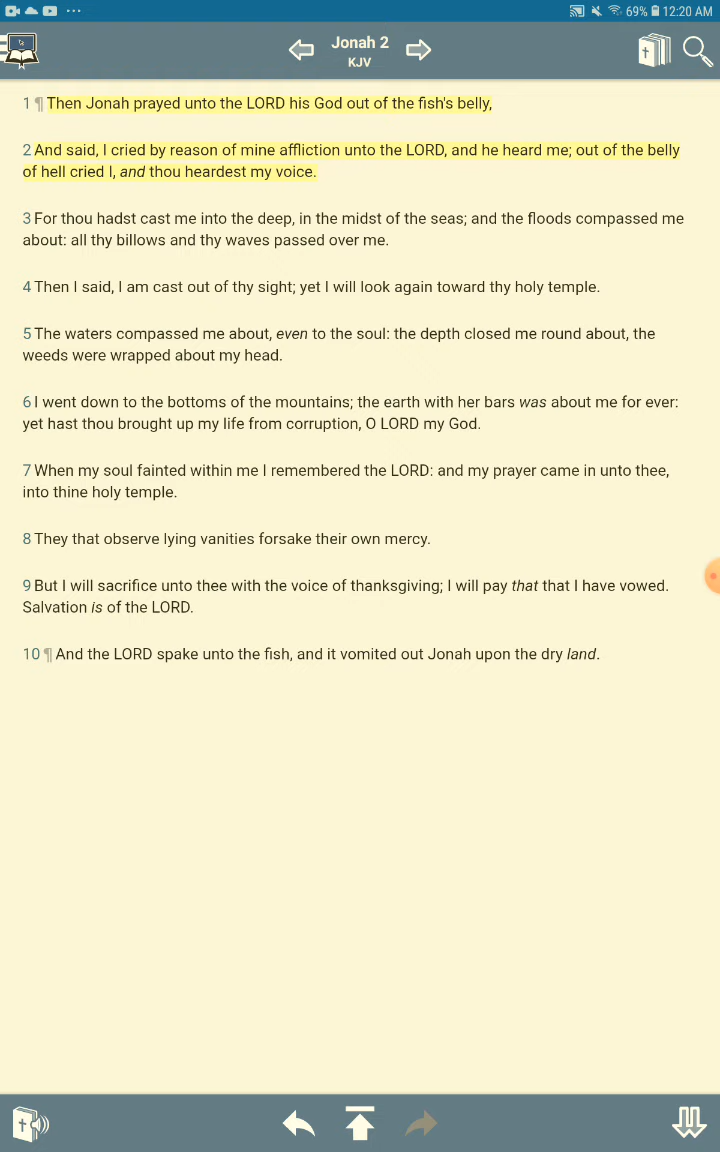 69% 12:20 AM
Jonah 2
KJV
1 ¶ Then Jonah prayed unto the LORD his God out of the fish's belly,
2 And said, I cried by reason of mine affliction unto the LORD, and he heard me; out of the belly
of hell cried I, and thou heardest my voice.
3 For thou hadst cast me into the deep, in the midst of the seas; and the floods compassed me
about: all thy billows and thy waves passed over me.
4 Then I said, I am cast out of thy sight; yet I will look again toward thy holy temple.
5 The waters compassed me about, even to the soul: the depth closed me round about, the
weeds were wrapped about my head.
6 I went down to the bottoms of the mountains; the earth with her bars was about me for ever:
yet hast thou brought up my life from corruption, O LORD my God.
7 When my soul fainted within me I remembered the LORD: and my prayer came in unto thee,
into thine holy temple.
8 They that observe lying vanities forsake their own mercy.
9 But I will sacrifice unto thee with the voice of thanksgiving; I will pay that that I have vowed.
Salvation is of the LORD.
10 ¶ And the LORD spake unto the fish, and it vomited out Jonah upon the dry land.